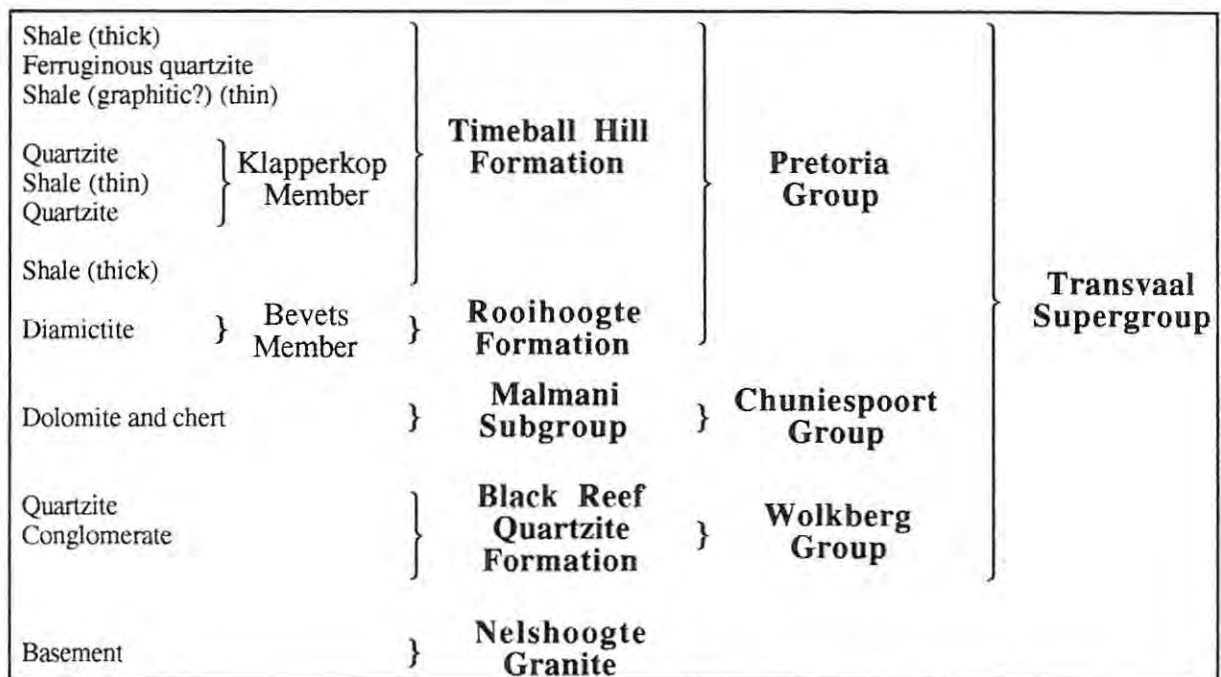 Shale (thick)
Ferruginous quartzite
Shale (graphitic?) (thin)
Quartzite
Shale (thin)
Quartzite
Klapperkop
Member
Shale (thick)
Timeball Hill
Formation
Diamictite
Bevets
Member
Rooihoogte
Formation
Pretoria
Group
Dolomite and chert
Malmani
Subgroup
Chuniespoort
Group
Quartzite
Conglomerate
Black Reef
Quartzite
Formation
Wolkberg
Group
Transvaal
Supergroup
Basement
Nelshoogte
Granite